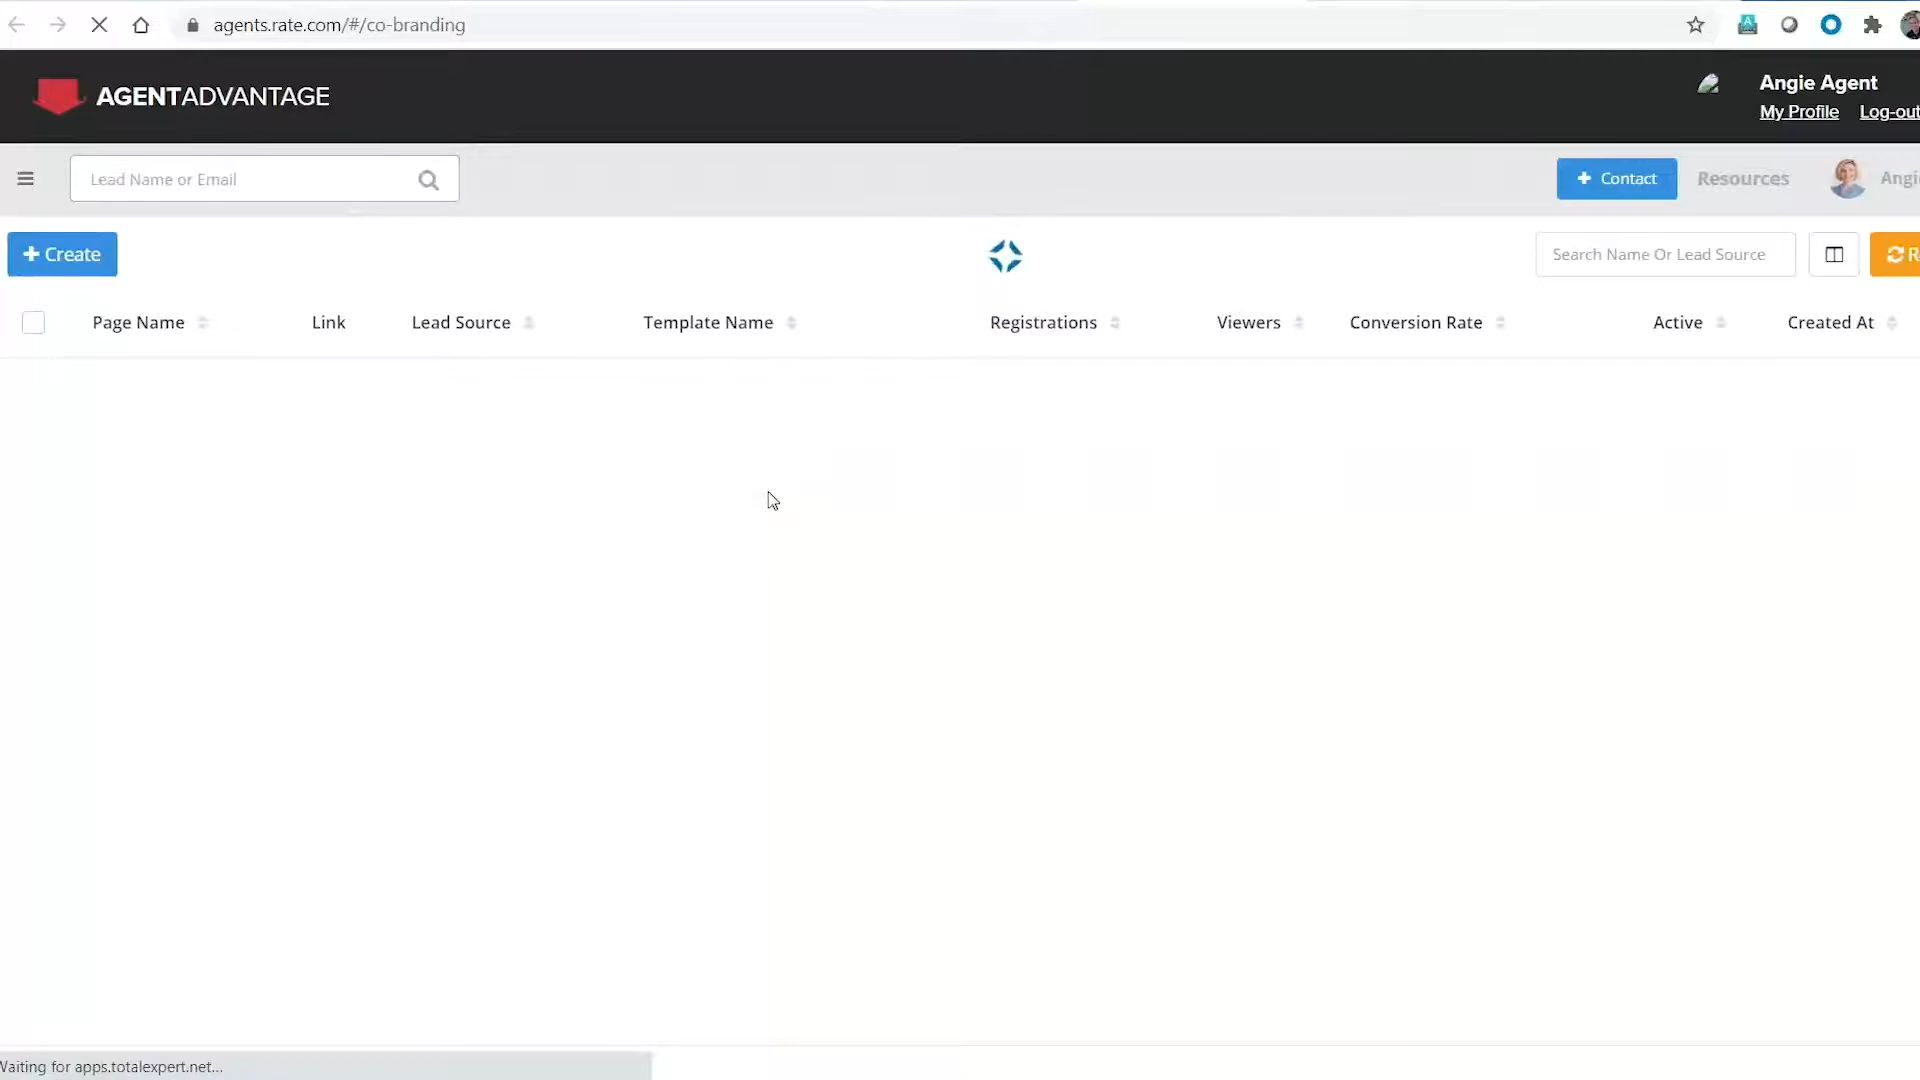 agents.rate.com/#/co-branding
AGENTADVANTAGE
Angie Agent
My Profile
Log-out
Lead Name or Email
+ Contact
Resources
Angi
+ Create
Search Name Or Lead Source
R
Page Name
Link
Lead Source
Template Name
Registrations
Viewers
Conversion Rate
Active
Created At
Waiting for apps.totalexpert.net...